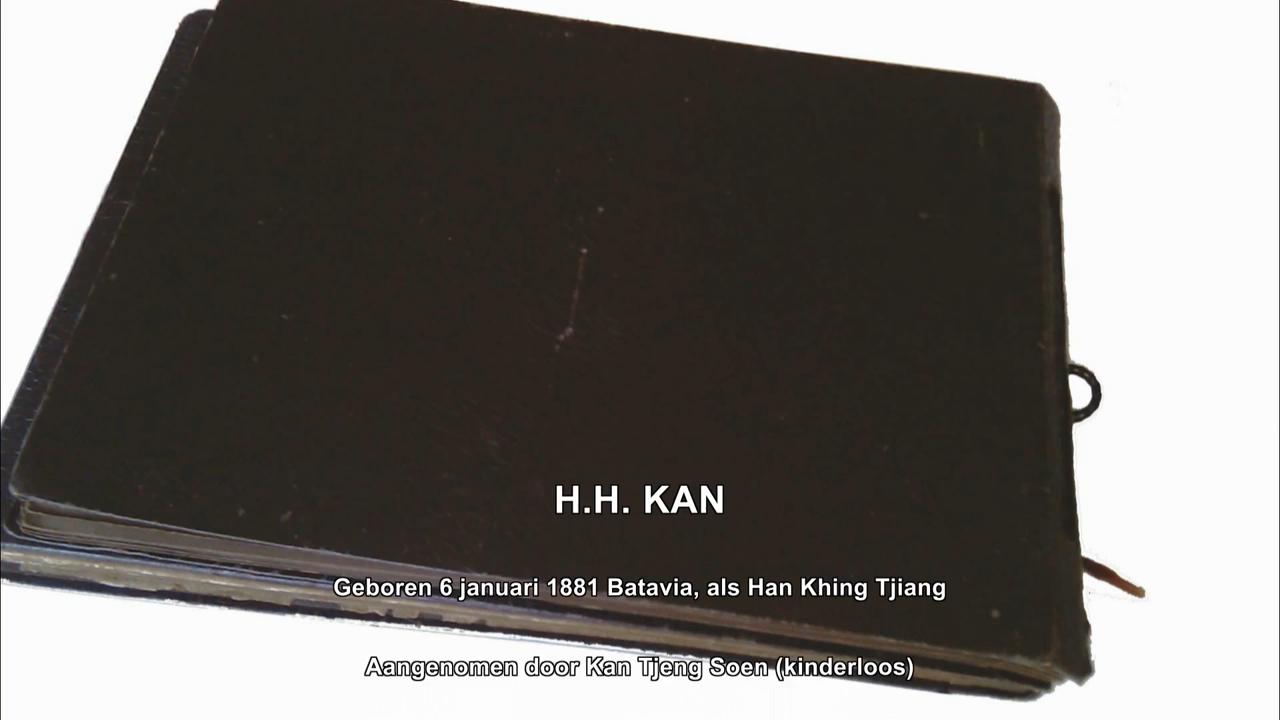 H.H. KAN
Geboren 6 januari 1881 Batavia, als Han Khing Tjiang
Aangenomen door Kan Tjeng Soen (kinderloos)